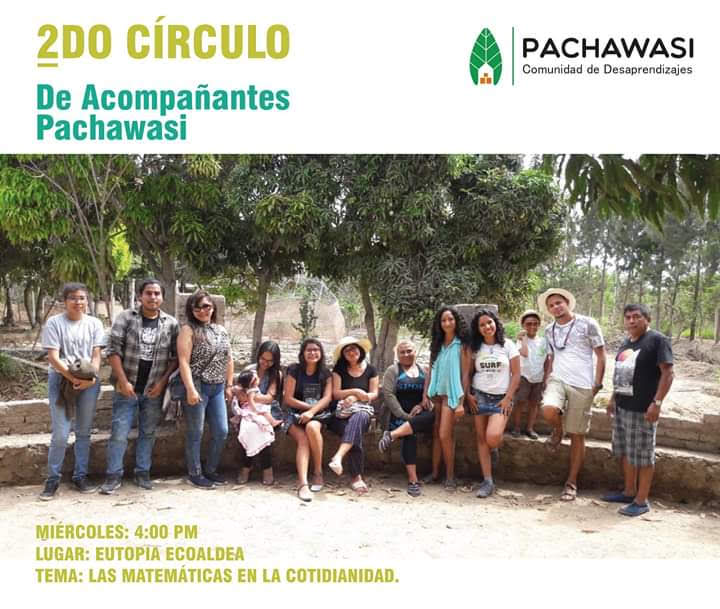 2DO CÍRCULO
De Acompañantes
Pachawasi
PACHAWASI
Comunidad de Desaprendizajes
SURF
MIÉRCOLES: 4:00 PM
LUGAR: EUTOPÍA ECOALDEA
TEMA: LAS MATEMÁTICAS EN LA COTIDIANIDAD.